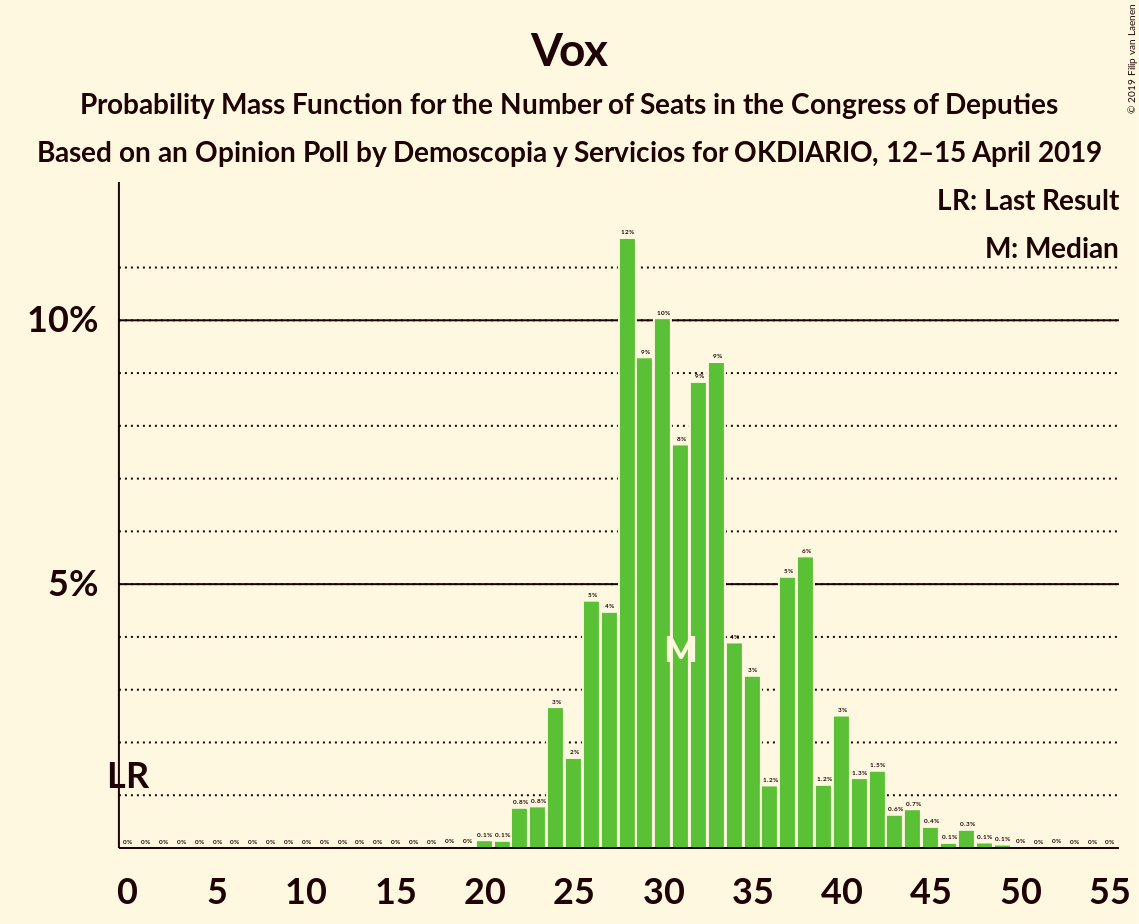 Vox
Probability Mass Function for the Number of Seats in the Congress of Deputies
Based on an Opinion Poll by Demoscopia y Servicios for OKDIARIO, 12–15 April 2019
© 2019 Filip van Laenen
LR: Last Result
M: Median
10%
5%
LR
M
0% 0% 0% 0% 0% 0% 0% 0% 0% 0% 0% 0% 0% 0% 0% 0% 0% 0% 0% 0% 0.1% 0.1% 0.8% 0.8% 3% 2% 5% 4% 12% 9% 10% 8% 9% 9% 4% 3% 1.2% 5% 6% 1.2% 3% 1.3% 1.5% 0.6% 0.7% 0.4% 0.1% 0.3% 0.1% 0.1% 0% 0% 0% 0% 0% 0%
0 5 10 15 20 25 30 35 40 45 50 55